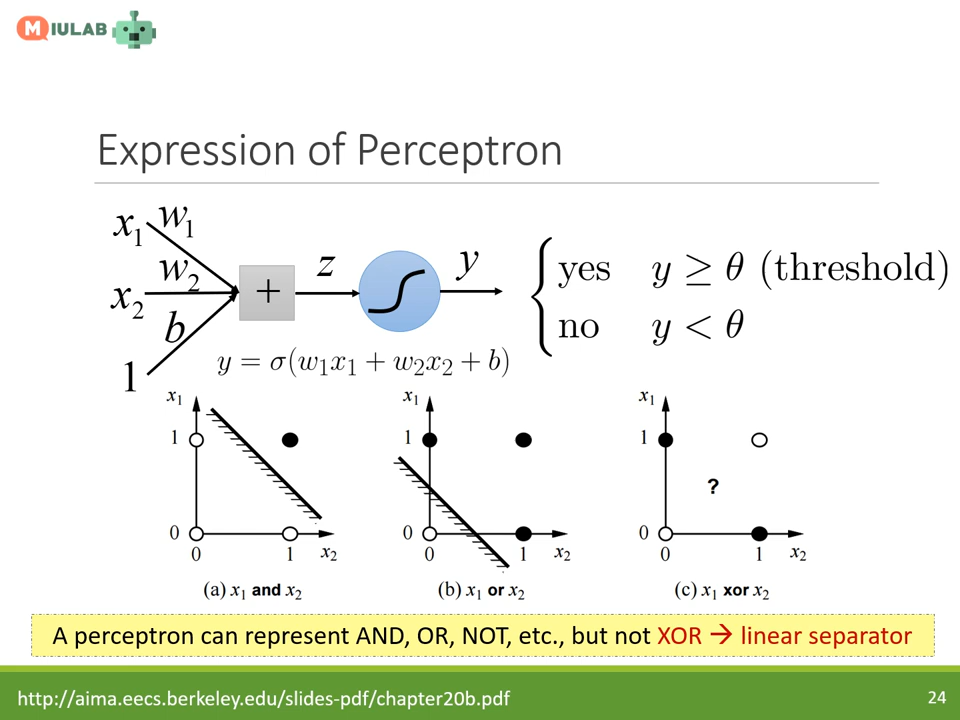 MIULAB
Expression of Perceptron
x₁ w₁
x₂ w₂
b
1
+
z
y
yes y ≥ θ (threshold)
no y < θ
y = σ(w₁x₁ + w₂x₂ + b)
x₁
1
0
0 1 x₂
(a) x₁ and x₂
x₁
1
0
0 1 x₂
(b) x₁ or x₂
x₁
1
?
0
0 1 x₂
(c) x₁ xor x₂
A perceptron can represent AND, OR, NOT, etc., but not XOR → linear separator
http://aima.eecs.berkeley.edu/slides-pdf/chapter20b.pdf
24